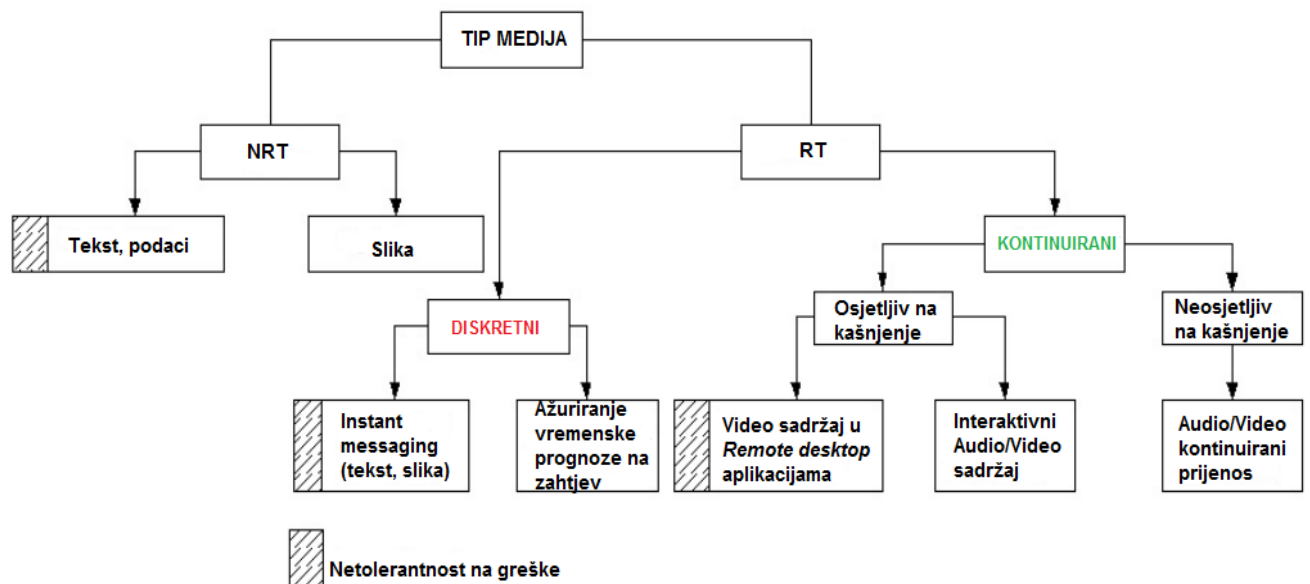 TIP MEDIJA
NRT
RT
Tekst, podaci
Slika
KONTINUIRANI
DISKRETNI
Osjetljiv na
kašnjenje
Neosjetljiv
na kašnjenje
Instant
messaging
(tekst, slika)
Ažuriranje
vremenske
prognoze na
zahtjev
Video sadržaj u
Remote desktop
aplikacijama
Interaktivni
Audio/Video
sadržaj
Audio/Video
kontinuirani
prijenos
Netolerantnost na greške